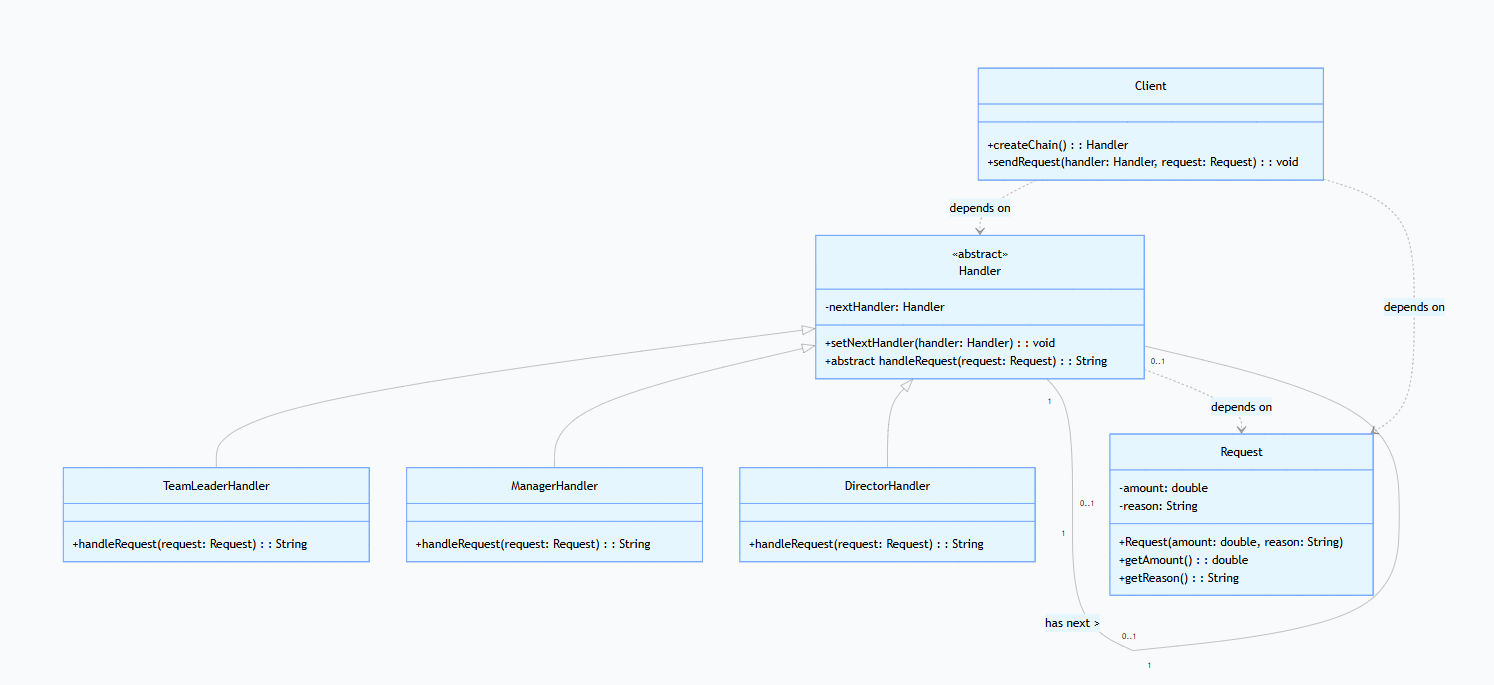 Client
+createChain() : : Handler
+sendRequest(handler: Handler, request: Request) : : void
depends on
depends on
«abstract»
Handler
-nextHandler: Handler
+setNextHandler(handler: Handler) : : void
+abstract handleRequest(request: Request) : : String
0..1
1
depends on
TeamLeaderHandler
+handleRequest(request: Request) : : String
ManagerHandler
+handleRequest(request: Request) : : String
DirectorHandler
+handleRequest(request: Request) : : String
0..1
1
Request
-amount: double
-reason: String
+Request(amount: double, reason: String)
+getAmount() : : double
+getReason() : : String
has next >
0..1
1